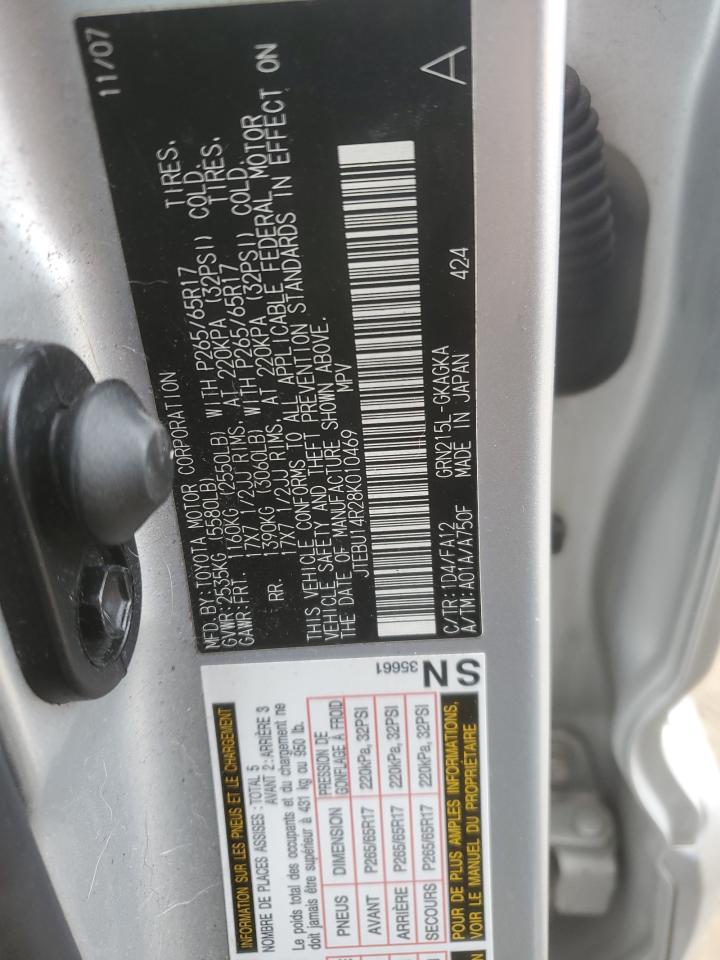 11/07
MFD.BY:TOYOTA MOTOR CORPORATION
GVWR:2535KG (5580LB)
GAWR:FRT. 1160KG (2550LB) WITH P265/65R17 TIRES.
17X7 1/2JJ RIMS. AT 220KPA (32PSI) COLD.
RR. 1390KG (3060LB) WITH P265/65R17 TIRES.
17X7 1/2JJ RIMS. AT 220KPA (32PSI) COLD.
THIS VEHICLE CONFORMS TO ALL APPLICABLE FEDERAL MOTOR
VEHICLE SAFETY AND THEFT PREVENTION STANDARDS IN EFFECT ON
THE DATE OF MANUFACTURE SHOWN ABOVE.
JTEBU14R28K010469 MPV
C/TR:1D4/FA12 GRN215L-GKAGKA 424
A/TM:A01A/A750F MADE IN JAPAN A
INFORMATION SUR LES PNEUS ET LE CHARGEMENT
NOMBRE DE PLACES ASSISES : TOTAL 5
AVANT 2 : ARRIÈRE 3
Le poids total des occupants et du chargement ne
doit jamais être supérieur à 431 kg ou 950 lb.
PNEUS DIMENSION PRESSION DE GONFLAGE À FROID
AVANT P265/65R17 220kPa, 32PSI
ARRIÈRE P265/65R17 220kPa, 32PSI
SECOURS P265/65R17 220kPa, 32PSI
POUR DE PLUS AMPLES INFORMATIONS,
VOIR LE MANUEL DU PROPRIÉTAIRE
35661
SN